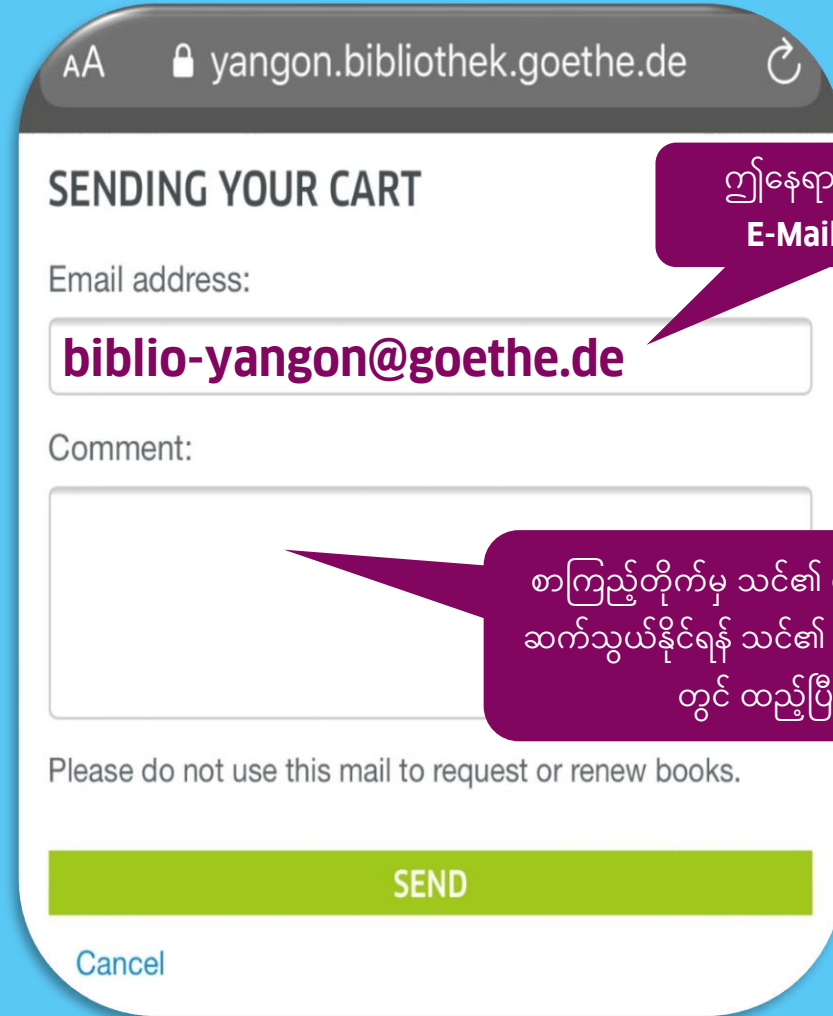 AA yangon.bibliothek.goethe.de
SENDING YOUR CART
ဤနေရာ
E-Mail
Email address:
biblio-yangon@goethe.de
Comment:
စာကြည့်တိုက်မှ သင်၏
ဆက်သွယ်နိုင်ရန် သင်၏
တွင် ထည့်ပြီ
Please do not use this mail to request or renew books.
SEND
Cancel